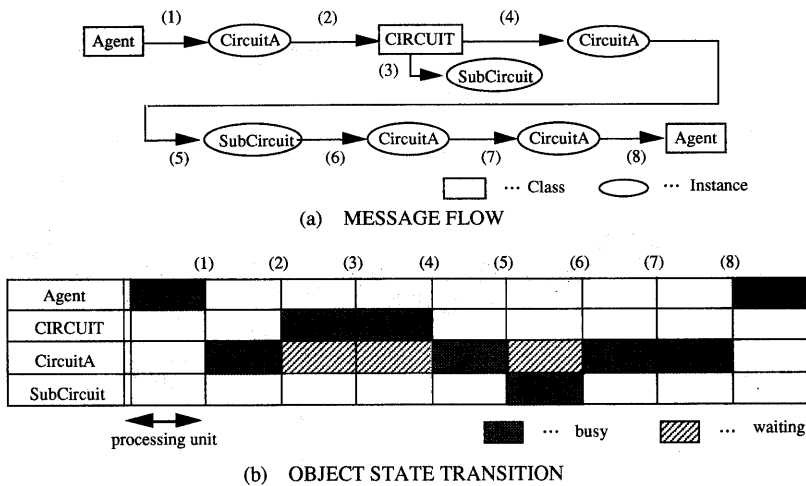 (1) (2) (4)
Agent CircuitA CIRCUIT CircuitA
(3)
SubCircuit
SubCircuit CircuitA CircuitA Agent
(5) (6) (7) (8)
... Class ... Instance
(a) MESSAGE FLOW
(1) (2) (3) (4) (5) (6) (7) (8)
Agent
CIRCUIT
CircuitA
SubCircuit
processing unit
... busy ... waiting
(b) OBJECT STATE TRANSITION